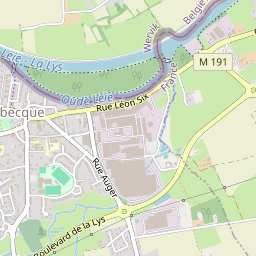 Leie - La Lys
Wervik
Belgie
France
M 191
Oude Leie
Rue Léon Six
becque
Rue Auger
Boulevard de la Lys